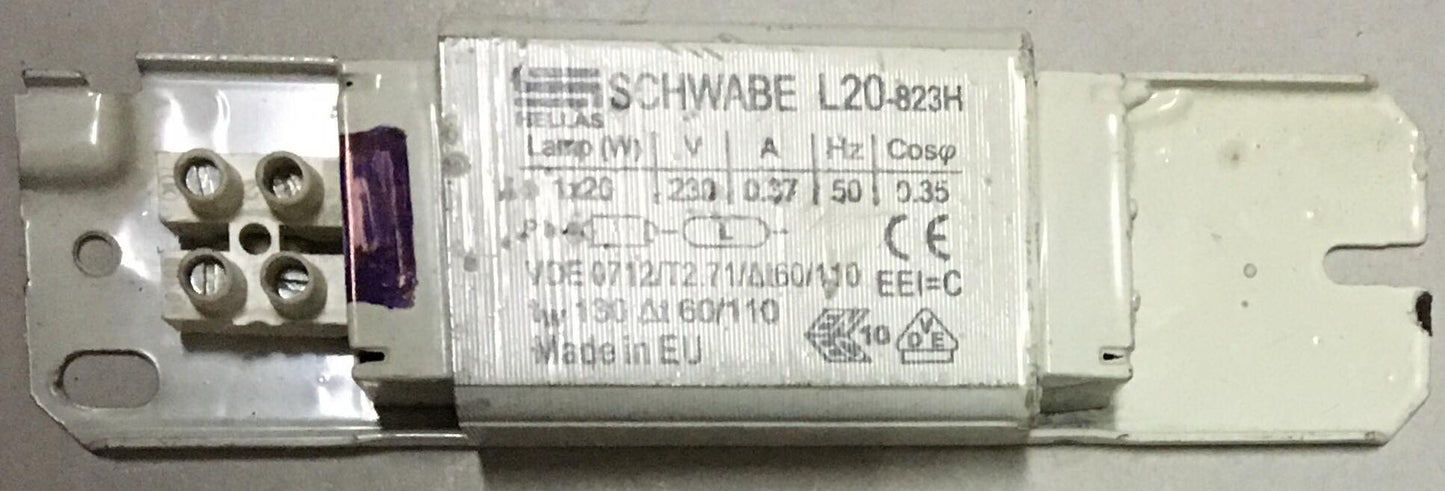 SCHWABE L20-823H
HELLAS
Lamp (W) V A Hz Cosφ
1x20 230 0.37 50 0.35
L
CE
VDE 0712/T2.71/Δt60/110 EEI=C
tw 130 Δt 60/110
10 VDE
Made in EU